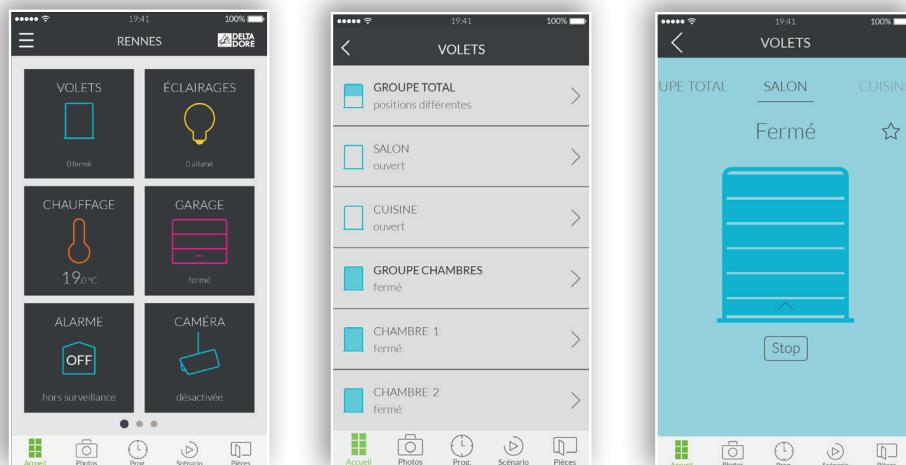 19:41
100%
RENNES
DELTA DORE
VOLETS
0 fermé
ÉCLAIRAGES
0 allumé
CHAUFFAGE
19.0 °C
GARAGE
fermé
ALARME
OFF
hors surveillance
CAMÉRA
désactivée
Accueil
Photos
Prog.
Scénario
Pièces
19:41
100%
VOLETS
GROUPE TOTAL
positions différentes
SALON
ouvert
CUISINE
ouvert
GROUPE CHAMBRES
fermé
CHAMBRE 1
fermé
CHAMBRE 2
fermé
Accueil
Photos
Prog.
Scénario
Pièces
19:41
100%
VOLETS
UPE TOTAL
SALON
CUISIN
Fermé
Stop
Accueil
Photos
Prog.
Scénario
Pièces